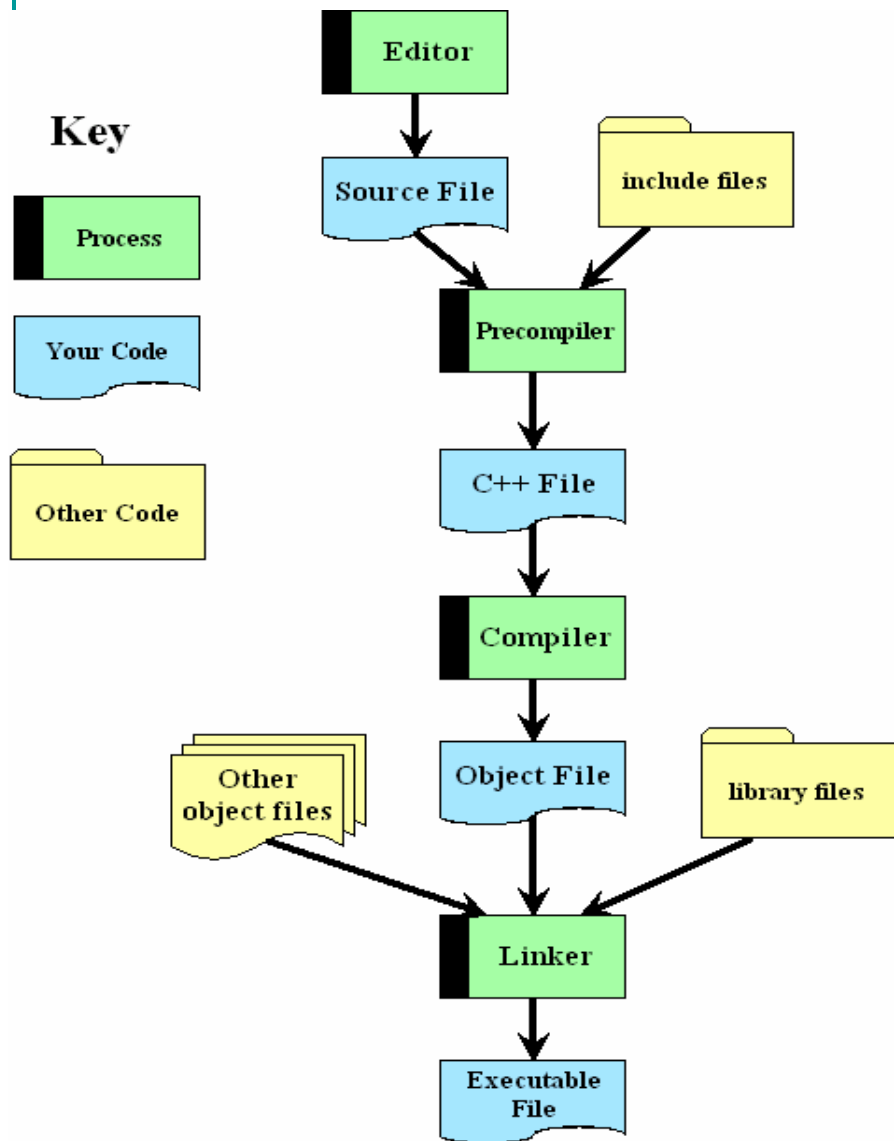 Editor
Key
Source File
include files
Process
Precompiler
Your Code
C++ File
Other Code
Compiler
Other
object files
Object File
library files
Linker
Executable
File